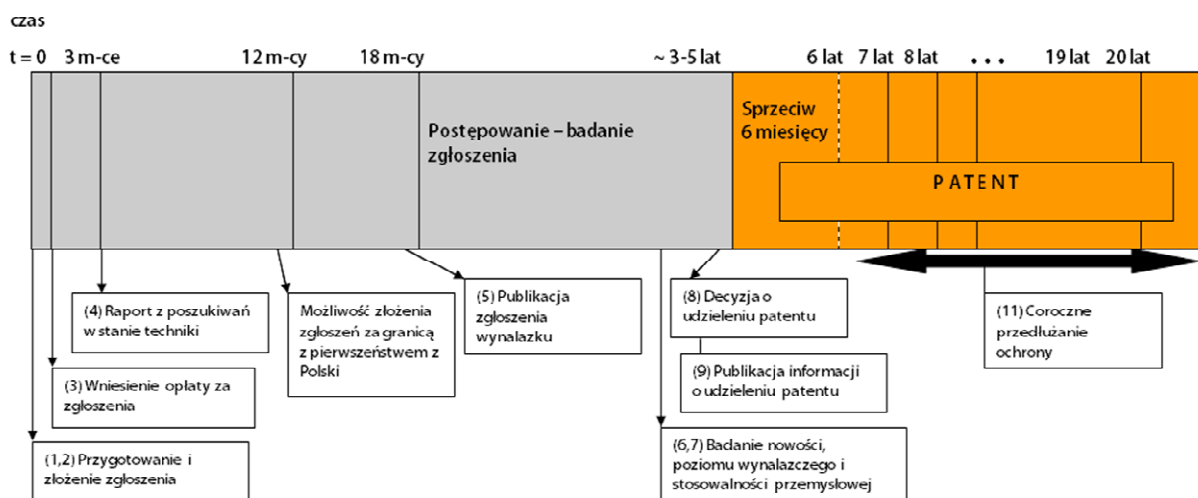 czas
t = 0 3 m-ce 12 m-cy 18 m-cy ~ 3-5 lat 6 lat 7 lat 8 lat ... 19 lat 20 lat
Postępowanie – badanie
zgłoszenia
Sprzeciw
6 miesięcy
PATENT
(4) Raport z poszukiwań
w stanie techniki
Możliwość złożenia
zgłoszeń za granicą
z pierwszeństwem z
Polski
(5) Publikacja
zgłoszenia
wynalazku
(8) Decyzja o
udzieleniu patentu
(11) Coroczne
przedłużanie
ochrony
(3) Wniesienie opłaty za
zgłoszenia
(9) Publikacja informacji
o udzieleniu patentu
(1,2) Przygotowanie i
złożenie zgłoszenia
(6,7) Badanie nowości,
poziomu wynalazczego i
stosowalności przemysłowej